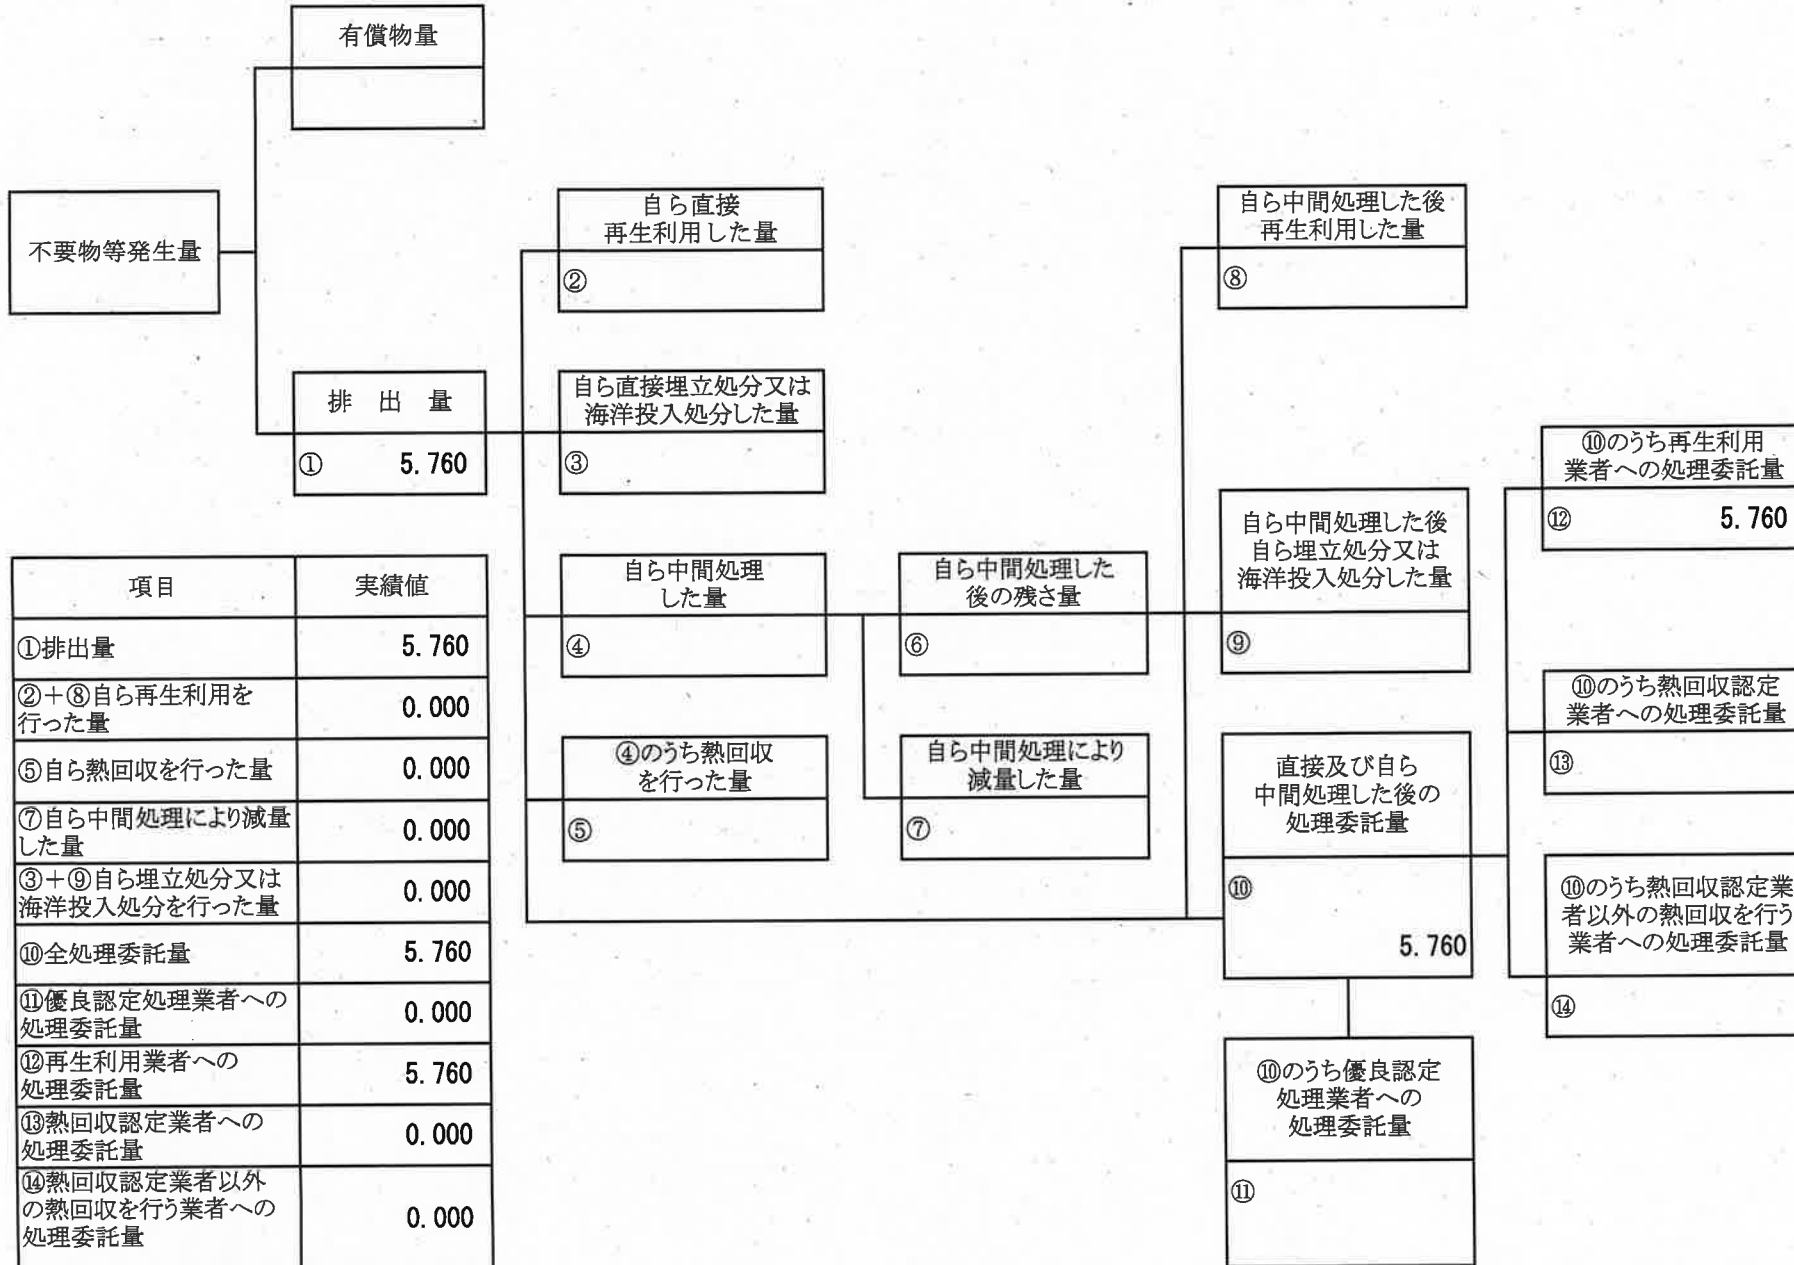 有償物量
不要物等発生量
排 出 量
① 5.760
自ら直接
再生利用した量
②
自ら直接埋立処分又は
海洋投入処分した量
③
自ら中間処理
した量
④
④のうち熱回収
を行った量
⑤
自ら中間処理した
後の残さ量
⑥
自ら中間処理により
減量した量
⑦
自ら中間処理した後
再生利用した量
⑧
自ら中間処理した後
自ら埋立処分又は
海洋投入処分した量
⑨
直接及び自ら
中間処理した後の
処理委託量
⑩
5.760
⑩のうち優良認定
処理業者への
処理委託量
⑪
⑩のうち再生利用
業者への処理委託量
⑫ 5.760
⑩のうち熱回収認定
業者への処理委託量
⑬
⑩のうち熱回収認定業
者以外の熱回収を行う
業者への処理委託量
⑭
項目 実績値
①排出量 5.760
②+⑧自ら再生利用を
行った量 0.000
⑤自ら熱回収を行った量 0.000
⑦自ら中間処理により減量
した量 0.000
③+⑨自ら埋立処分又は
海洋投入処分を行った量 0.000
⑩全処理委託量 5.760
⑪優良認定処理業者への
処理委託量 0.000
⑫再生利用業者への
処理委託量 5.760
⑬熱回収認定業者への
処理委託量 0.000
⑭熱回収認定業者以外
の熱回収を行う業者への
処理委託量 0.000